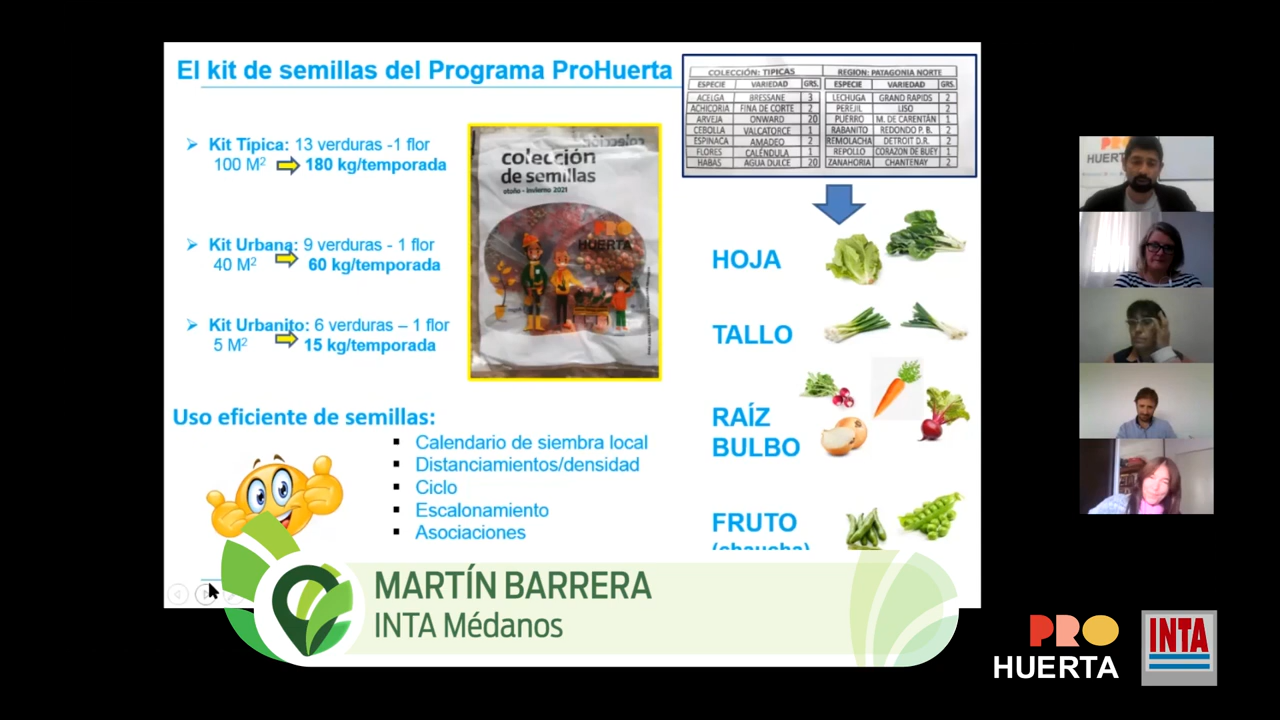 El kit de semillas del Programa ProHuerta
Kit Típica: 13 verduras -1 flor
100 M² 180 kg/temporada
Kit Urbana: 9 verduras - 1 flor
40 M² 60 kg/temporada
Kit Urbanito: 6 verduras – 1 flor
5 M² 15 kg/temporada
colección
de semillas
otoño - invierno 2021
PRO
HUERTA
COLECCIÓN: TIPICAS REGION: PATAGONIA NORTE
ESPECIE VARIEDAD GRS. ESPECIE VARIEDAD GRS.
ACELGA BRESSANE 3 LECHUGA GRAND RAPIDS 2
ACHICORIA FINA DE CORTE 2 PEREJIL LISO 2
ARVEJA ONWARD 20 PUERRO M. DE CARENTÁN 1
CEBOLLA VALCATORCE 1 RABANITO REDONDO P. B. 2
ESPINACA AMADEO 2 REMOLACHA DETROIT D.R. 2
FLORES CALÉNDULA 1 REPOLLO CORAZON DE BUEY 1
HABAS AGUA DULCE 20 ZANAHORIA CHANTENAY 2
HOJA
TALLO
RAÍZ
BULBO
FRUTO
(chaucha)
Uso eficiente de semillas:
Calendario de siembra local
Distanciamientos/densidad
Ciclo
Escalonamiento
Asociaciones
MARTÍN BARRERA
INTA Médanos
PRO
HUERTA
INTA